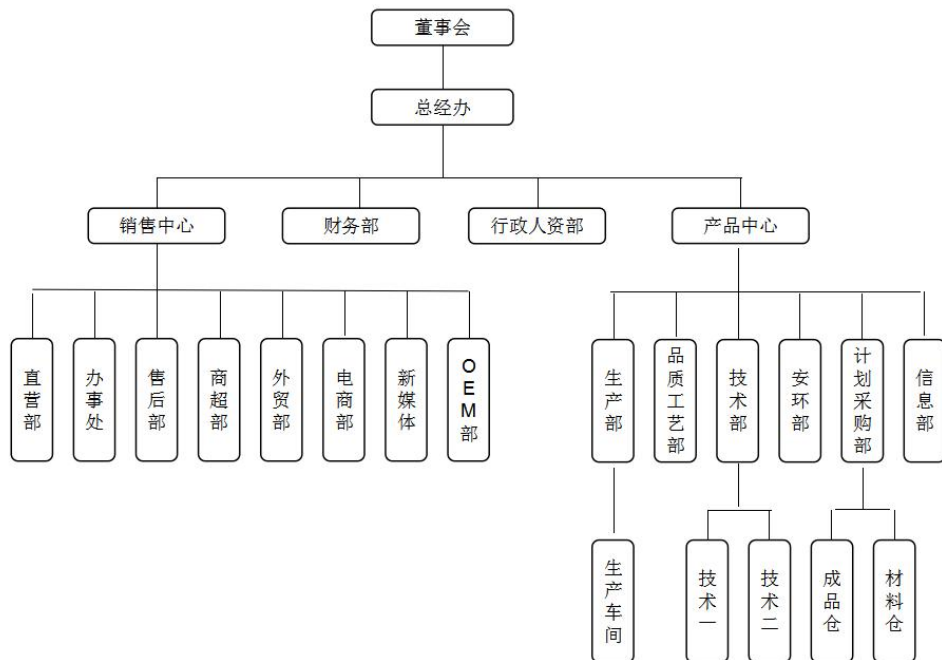 董事会
总经办
销售中心
财务部
行政人资部
产品中心
直营部
办事处
售后部
商超部
外贸部
电商部
新媒体
OEM部
生产部
品质工艺部
技术部
安环部
计划采购部
信息部
生产车间
技术一
技术二
成品仓
材料仓